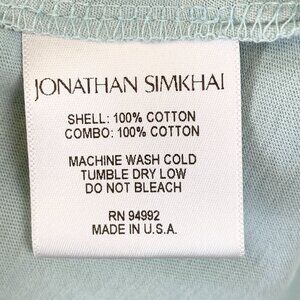 JONATHAN SIMKHAI
SHELL: 100% COTTON
COMBO: 100% COTTON
MACHINE WASH COLD
TUMBLE DRY LOW
DO NOT BLEACH
RN 94992
MADE IN U.S.A.